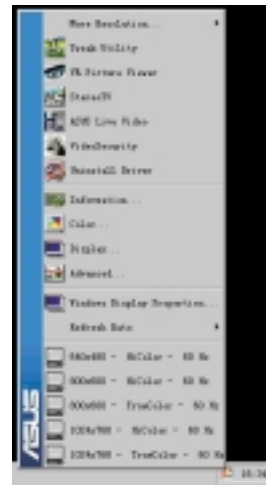 More Resolution...
Tweak Utility
VR Picture Viewer
StereoTV
ASUS Live Video
VideoSecurity
Uninstall Driver
Information...
Color...
Display...
Advanced...
Windows Display Properties...
Refresh Rate
640x480 - HiColor - 60 Hz
800x600 - HiColor - 60 Hz
800x600 - TrueColor - 60 Hz
1024x768 - HiColor - 60 Hz
1024x768 - TrueColor - 60 Hz
ASUS